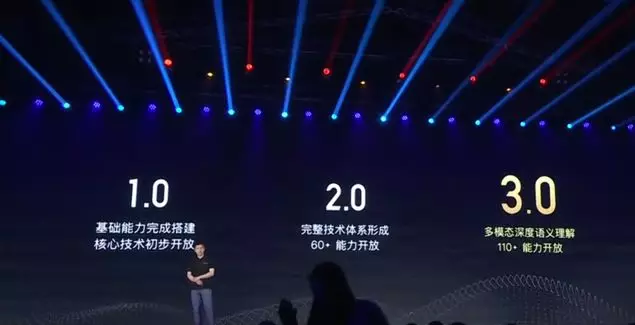 1.0
基础能力完成搭建
核心技术初步开放
2.0
完整技术体系形成
60+ 能力开放
3.0
多模态深度语义理解
110+ 能力开放